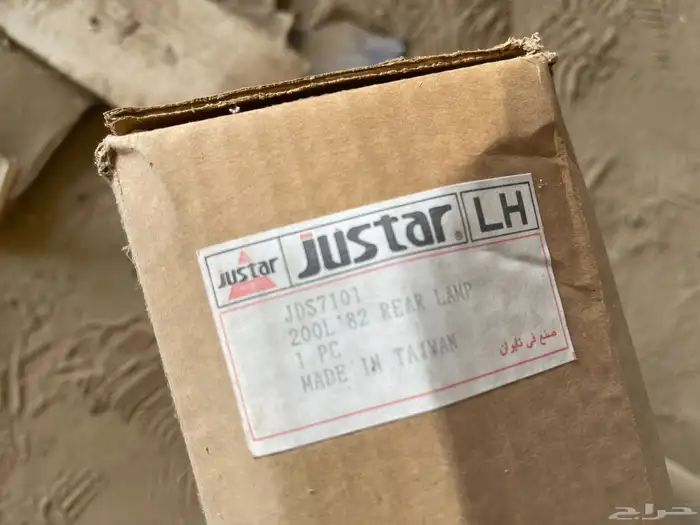 justar
justar
LH
JDS7101
200L'82 REAR LAMP
1 PC
MADE IN TAIWAN
صنع في تايوان
حراج